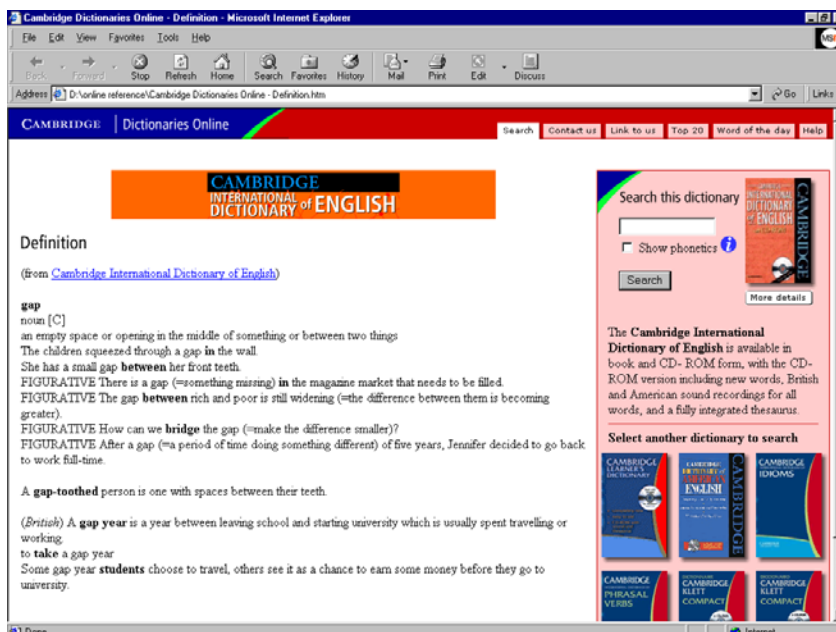 Cambridge Dictionaries Online - Definition - Microsoft Internet Explorer
File Edit View Favorites Tools Help
Back Forward Stop Refresh Home Search Favorites History Mail Print Edit Discuss
Address D:\online reference\Cambridge Dictionaries Online - Definition.htm Go Links
CAMBRIDGE Dictionaries Online
Search Contact us Link to us Top 20 Word of the day Help
CAMBRIDGE
INTERNATIONAL
DICTIONARY of ENGLISH
Definition
(from Cambridge International Dictionary of English)
gap
noun [C]
an empty space or opening in the middle of something or between two things
The children squeezed through a gap in the wall.
She has a small gap between her front teeth.
FIGURATIVE There is a gap (=something missing) in the magazine market that needs to be filled.
FIGURATIVE The gap between rich and poor is still widening (=the difference between them is becoming
greater).
FIGURATIVE How can we bridge the gap (=make the difference smaller)?
FIGURATIVE After a gap (=a period of time doing something different) of five years, Jennifer decided to go back
to work full-time.
A gap-toothed person is one with spaces between their teeth.
(British) A gap year is a year between leaving school and starting university which is usually spent travelling or
working
to take a gap year
Some gap year students choose to travel, others see it as a chance to earn some money before they go to
university.
Search this dictionary
Show phonetics
Search
CAMBRIDGE
INTERNATIONAL
DICTIONARY
of ENGLISH
More details
The Cambridge International
Dictionary of English is available in
book and CD- ROM form, with the CD-
ROM version including new words, British
and American sound recordings for all
words, and a fully integrated thesaurus.
Select another dictionary to search
CAMBRIDGE
LEARNER'S
DICTIONARY
CAMBRIDGE
DICTIONARY OF
AMERICAN
ENGLISH
CAMBRIDGE
CAMBRIDGE
IDIOMS
CAMBRIDGE
PHRASAL
VERBS
CAMBRIDGE
KLETT
COMPACT
CAMBRIDGE
KLETT
COMPACT
Done Internet